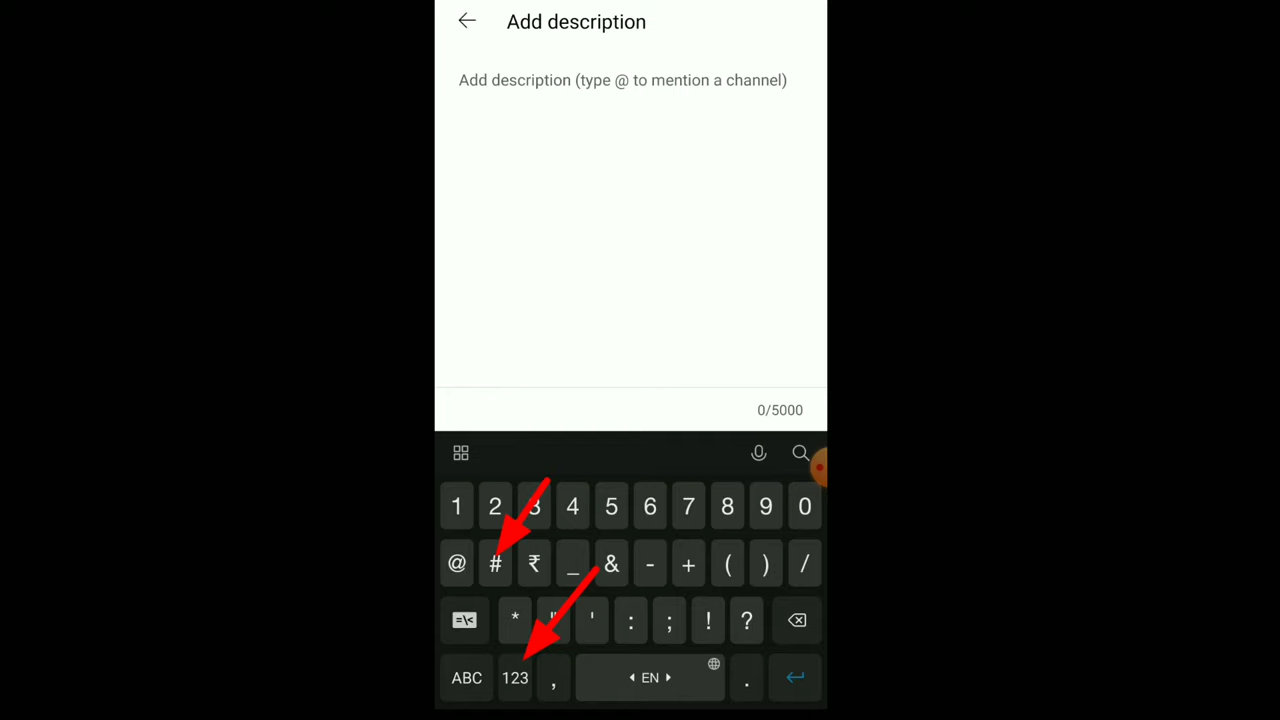 Add description
Add description (type @ to mention a channel)
0/5000
1 2 3 4 5 6 7 8 9 0
@ # ₹ _ & - + ( ) /
=\< * " ' : ; ! ?
ABC 123 , EN .